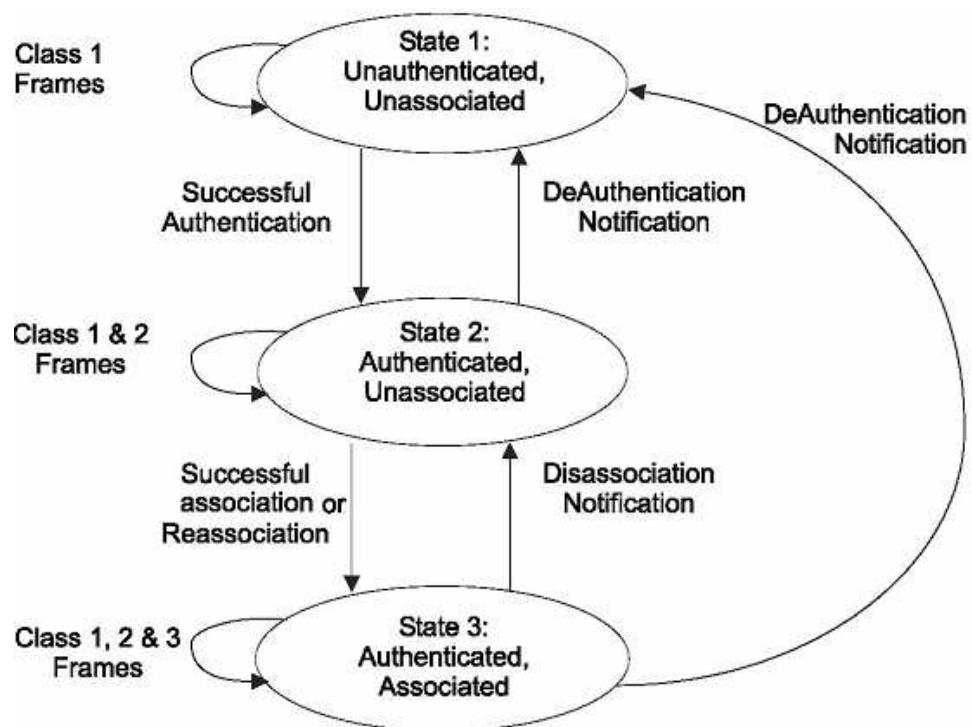 Class 1
Frames
State 1:
Unauthenticated,
Unassociated
DeAuthentication
Notification
Successful
Authentication
DeAuthentication
Notification
Class 1 & 2
Frames
State 2:
Authenticated,
Unassociated
Successful
association or
Reassociation
Disassociation
Notification
Class 1, 2 & 3
Frames
State 3:
Authenticated,
Associated